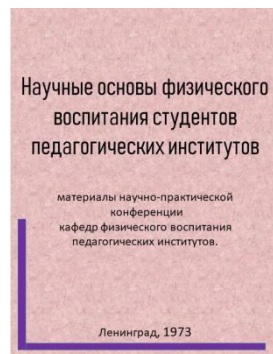 Научные основы физического
воспитания студентов
педагогических институтов
материалы научно-практической
конференции
кафедр физического воспитания
педагогических институтов.
Ленинград, 1973